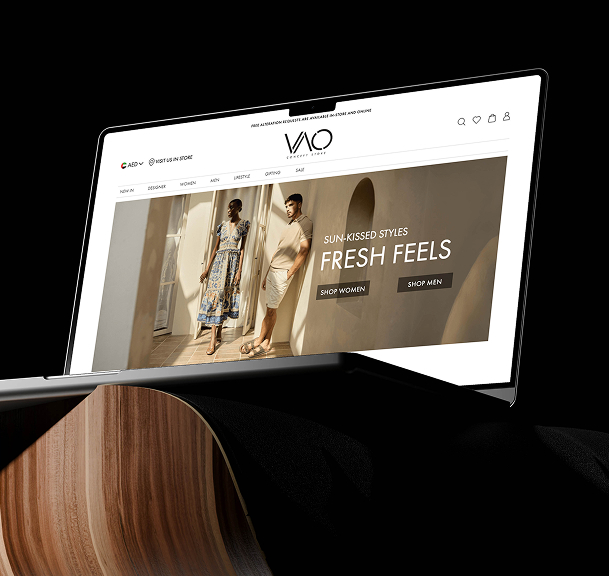 FREE ALTERATION REQUESTS ARE AVAILABLE IN-STORE AND ONLINE
VAO
CONCEPT STORE
AED
VISIT US IN STORE
NEW IN DESIGNER WOMEN MEN LIFESTYLE GIFTING SALE
SUN-KISSED STYLES
FRESH FEELS
SHOP WOMEN SHOP MEN